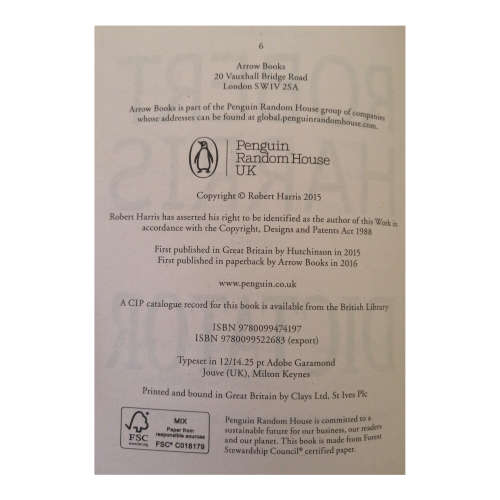 6
Arrow Books
20 Vauxhall Bridge Road
London SW1V 2SA
Arrow Books is part of the Penguin Random House group of companies
whose addresses can be found at global.penguinrandomhouse.com.
Penguin
Random House
UK
Copyright © Robert Harris 2015
Robert Harris has asserted his right to be identified as the author of this Work in
accordance with the Copyright, Designs and Patents Act 1988
First published in Great Britain by Hutchinson in 2015
First published in paperback by Arrow Books in 2016
www.penguin.co.uk
A CIP catalogue record for this book is available from the British Library
ISBN 9780099474197
ISBN 9780099522683 (export)
Typeset in 12/14.25 pt Adobe Garamond
Jouve (UK), Milton Keynes
Printed and bound in Great Britain by Clays Ltd, St Ives Plc
FSC
www.fsc.org
MIX
Paper from
responsible sources
FSC® C018179
Penguin Random House is committed to a
sustainable future for our business, our readers
and our planet. This book is made from Forest
Stewardship Council® certified paper.